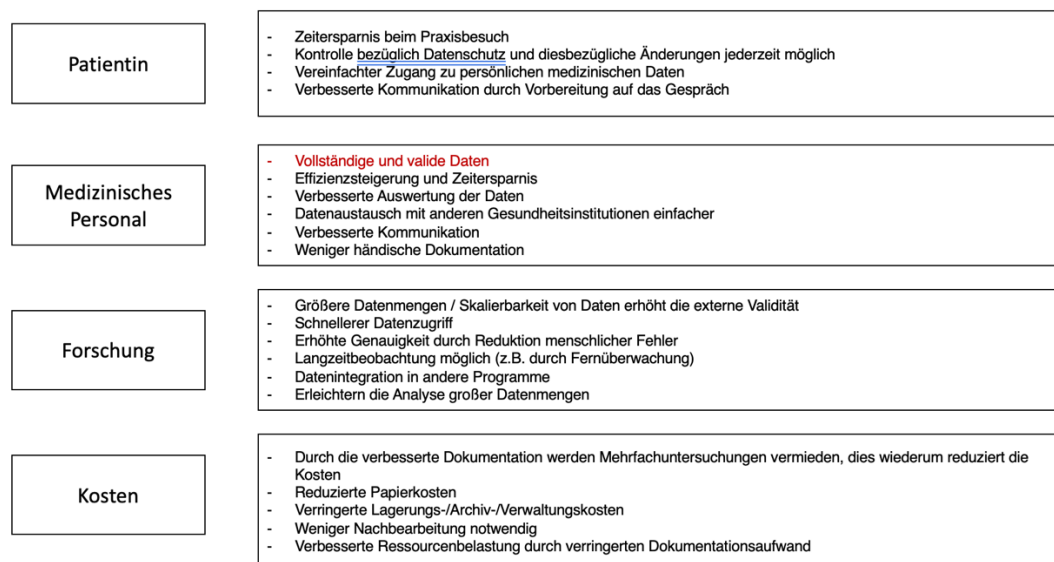 Patientin
- Zeitersparnis beim Praxisbesuch
- Kontrolle bezüglich Datenschutz und diesbezügliche Änderungen jederzeit möglich
- Vereinfachter Zugang zu persönlichen medizinischen Daten
- Verbesserte Kommunikation durch Vorbereitung auf das Gespräch
Medizinisches
Personal
- Vollständige und valide Daten
- Effizienzsteigerung und Zeitersparnis
- Verbesserte Auswertung der Daten
- Datenaustausch mit anderen Gesundheitsinstitutionen einfacher
- Verbesserte Kommunikation
- Weniger händische Dokumentation
Forschung
- Größere Datenmengen / Skalierbarkeit von Daten erhöht die externe Validität
- Schnellerer Datenzugriff
- Erhöhte Genauigkeit durch Reduktion menschlicher Fehler
- Langzeitbeobachtung möglich (z.B. durch Fernüberwachung)
- Datenintegration in andere Programme
- Erleichtern die Analyse großer Datenmengen
Kosten
- Durch die verbesserte Dokumentation werden Mehrfachuntersuchungen vermieden, dies wiederum reduziert die
Kosten
- Reduzierte Papierkosten
- Verringerte Lagerungs-/Archiv-/Verwaltungskosten
- Weniger Nachbearbeitung notwendig
- Verbesserte Ressourcenbelastung durch verringerten Dokumentationsaufwand